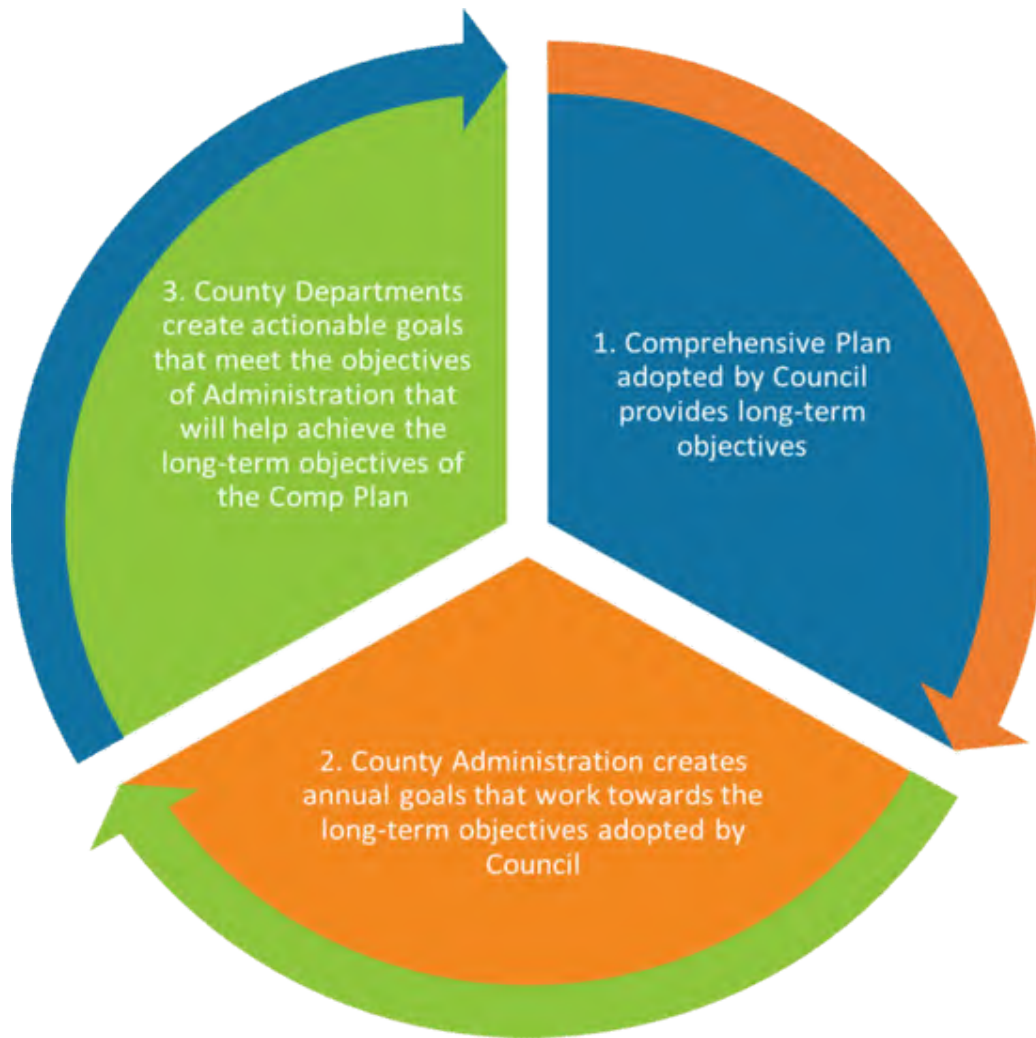 1. Comprehensive Plan
adopted by Council
provides long-term
objectives
2. County Administration creates
annual goals that work towards the
long-term objectives adopted by
Council
3. County Departments
create actionable goals
that meet the objectives
of Administration that
will help achieve the
long-term objectives of
the Comp Plan